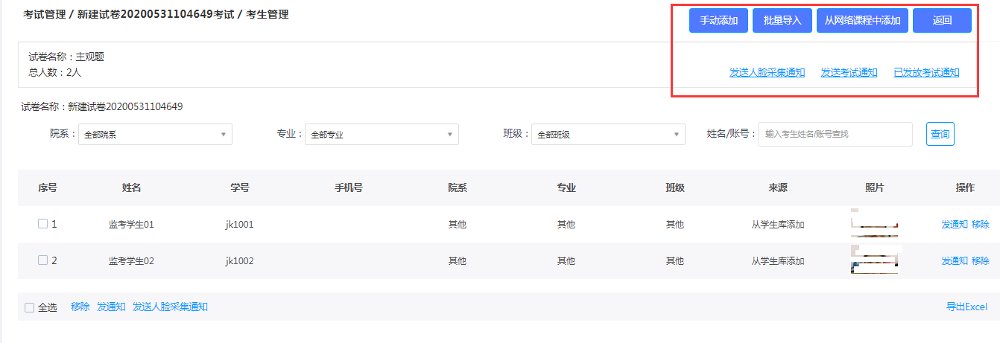 考试管理 / 新建试卷20200531104649考试 / 考生管理
手动添加 批量导入 从网络课程中添加 返回
试卷名称：主观题
总人数：2人
发送人脸采集通知 发送考试通知 已发放考试通知
试卷名称：新建试卷20200531104649
院系： 全部院系 专业： 全部专业 班级： 全部班级 姓名/账号： 输入考生姓名/账号查找 查询
序号 姓名 学号 手机号 院系 专业 班级 来源 照片 操作
1 监考学生01 jk1001 其他 其他 其他 从学生库添加 发通知 移除
2 监考学生02 jk1002 其他 其他 其他 从学生库添加 发通知 移除
全选 移除 发通知 发送人脸采集通知 导出Excel